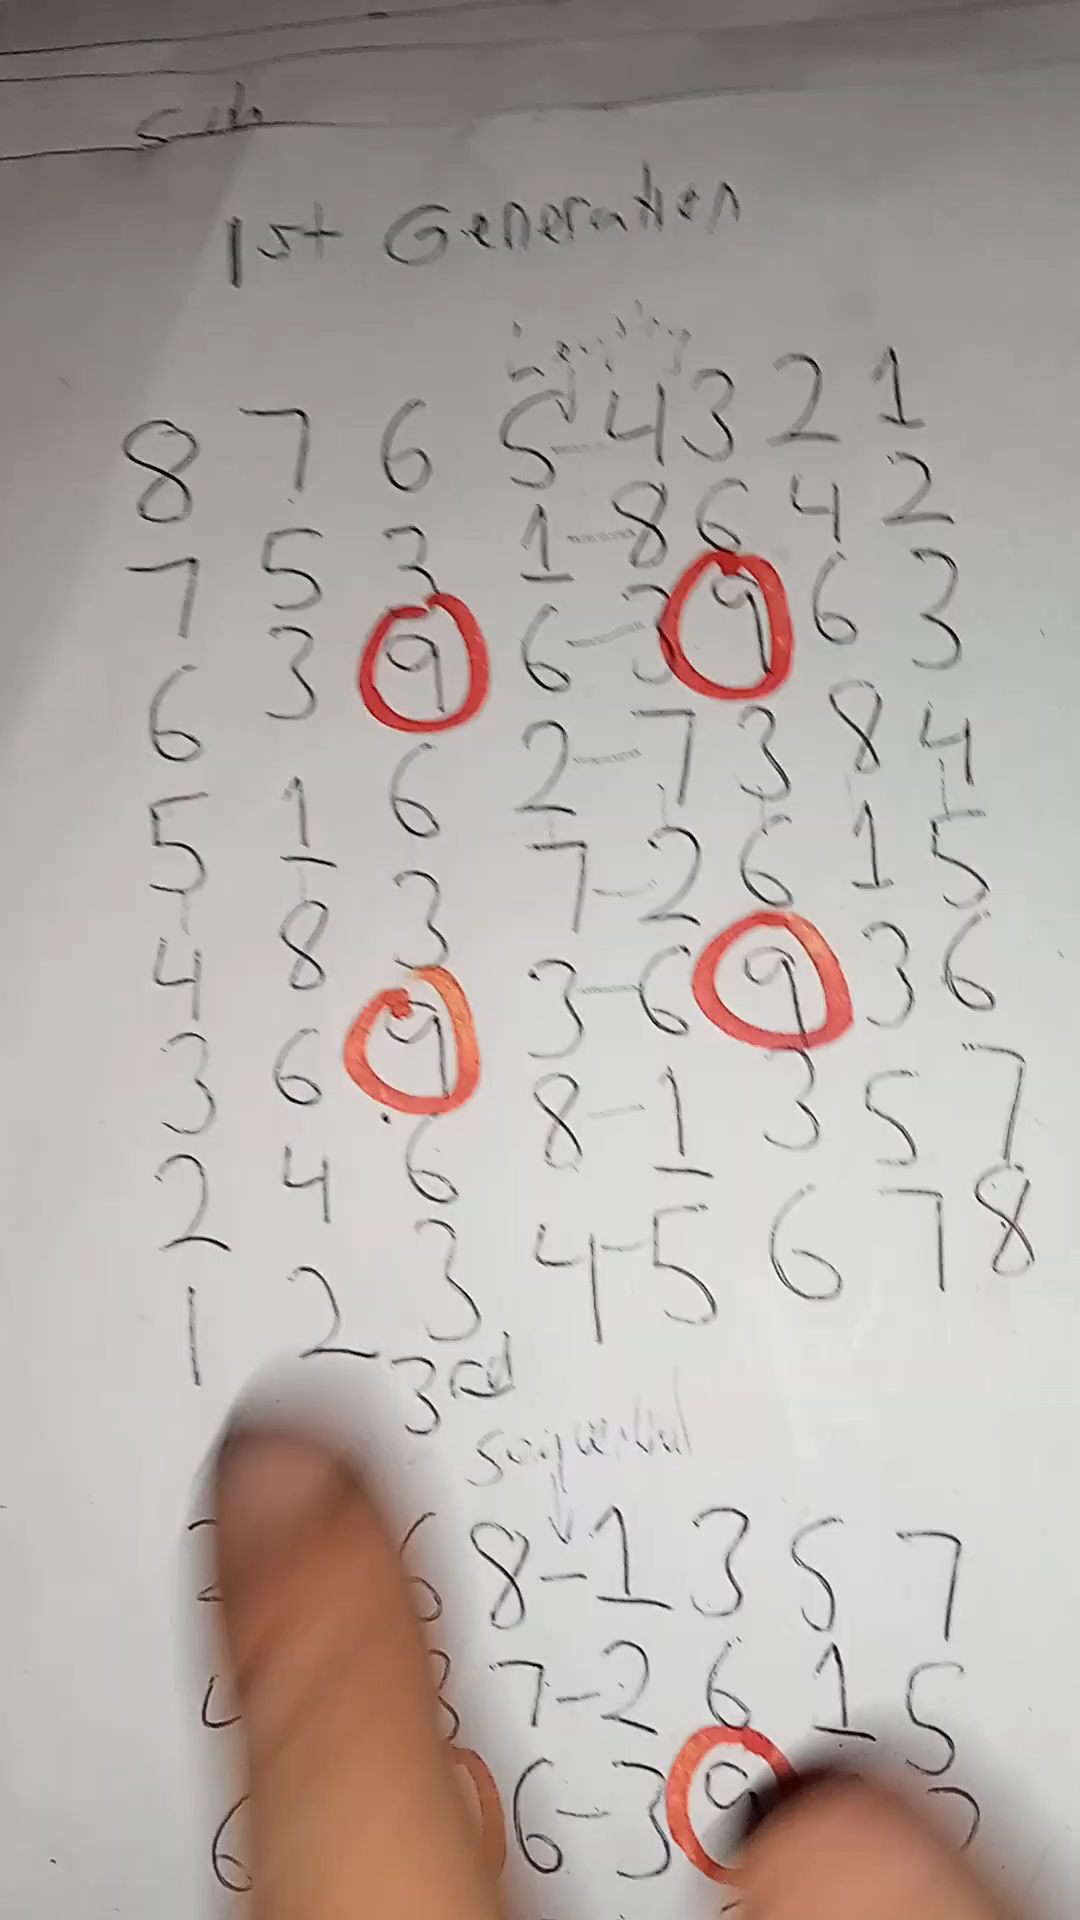 1st Generation
8 7 6 5-4 3 2 1
7 5 3 1-8 6 4 2
6 3 9 6-3 9 6 3
5 1 6 2-7 3 8 4
4 8 3 7-2 6 1 5
3 6 9 3-6 9 3 6
2 4 6 8-1 3 5 7
1 2 3 4-5 6 7 8
3rd
Sequential
6 8-1 3 5 7
3 7-2 6 1 5
6 6-3 9